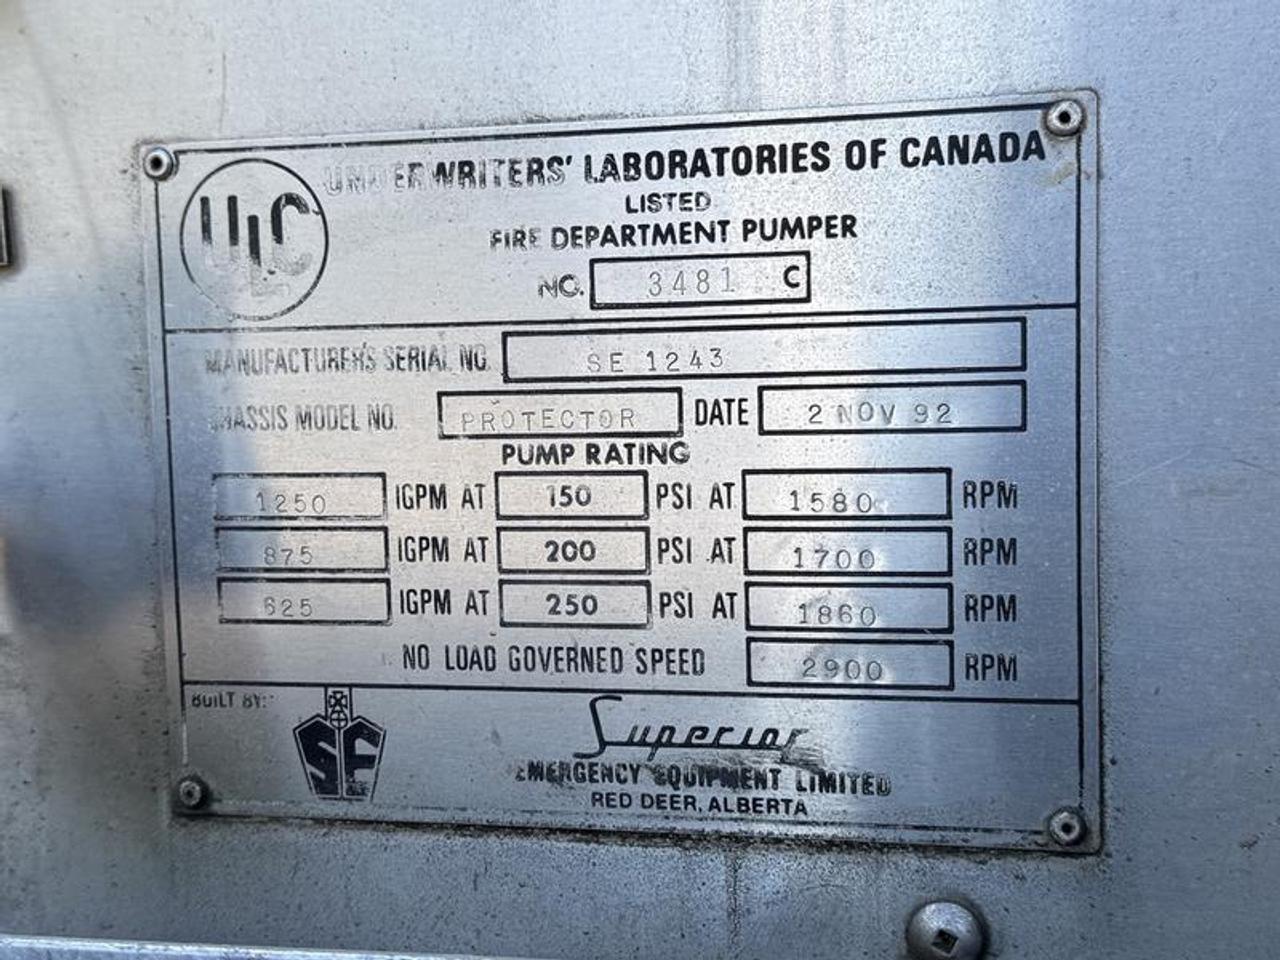 ULC
UNDERWRITERS' LABORATORIES OF CANADA
LISTED
FIRE DEPARTMENT PUMPER
NO. 3481 C
MANUFACTURER'S SERIAL NO. SE 1243
CHASSIS MODEL NO. PROTECTOR DATE 2 NOV 92
PUMP RATING
1250 IGPM AT 150 PSI AT 1580 RPM
875 IGPM AT 200 PSI AT 1700 RPM
625 IGPM AT 250 PSI AT 1860 RPM
NO LOAD GOVERNED SPEED 2900 RPM
BUILT BY:
SF
Superior
EMERGENCY EQUIPMENT LIMITED
RED DEER, ALBERTA